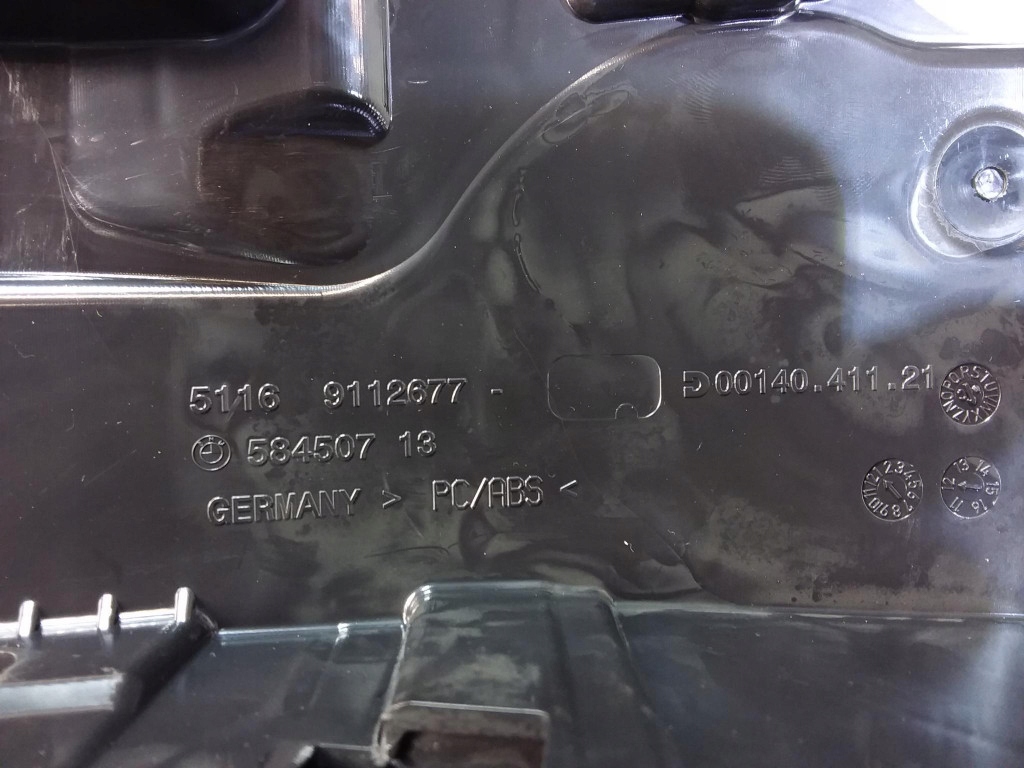 5116 9112677 -
00140.411.21
584507 13
GERMANY > PC/ABS <